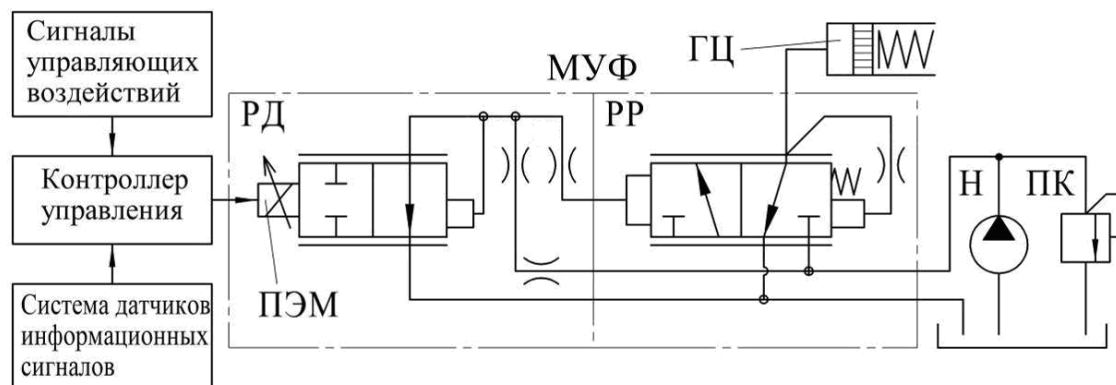 Сигналы
управляющих
воздействий
Контроллер
управления
Система датчиков
информационных
сигналов
МУФ
РД
ПЭМ
РР
ГЦ
Н
ПК